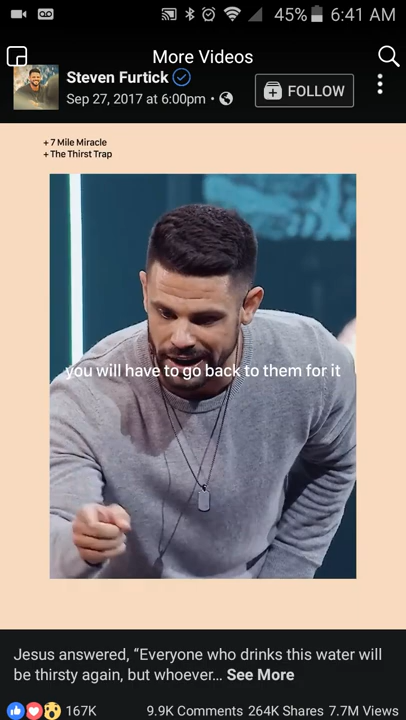 45% 6:41 AM
More Videos
Steven Furtick
Sep 27, 2017 at 6:00pm ·
FOLLOW
+ 7 Mile Miracle
+ The Thirst Trap
you will have to go back to them for it
Jesus answered, “Everyone who drinks this water will
be thirsty again, but whoever... See More
167K 9.9K Comments 264K Shares 7.7M Views